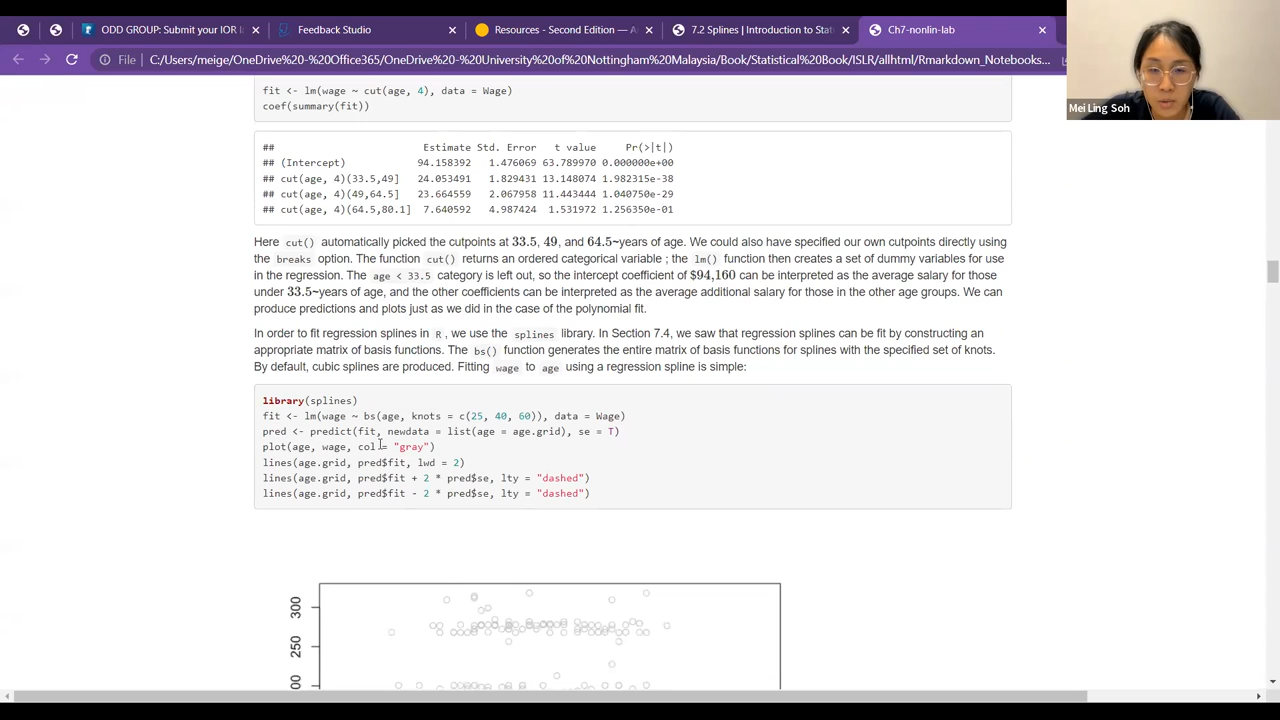 ODD GROUP: Submit your IOR I
Feedback Studio
Resources - Second Edition — A
7.2 Splines | Introduction to Stati
Ch7-nonlin-lab
File
C:/Users/meige/OneDrive%20-%20Office365/OneDrive%20-%20University%20of%20Nottingham%20Malaysia/Book/Statistical%20Book/ISLR/allhtml/Rmarkdown_Notebooks...
Mei Ling Soh
fit <- lm(wage ~ cut(age, 4), data = Wage)
coef(summary(fit))
## Estimate Std. Error t value Pr(>|t|)
## (Intercept) 94.158392 1.476069 63.789970 0.000000e+00
## cut(age, 4)(33.5,49] 24.053491 1.829431 13.148074 1.982315e-38
## cut(age, 4)(49,64.5] 23.664559 2.067958 11.443444 1.040750e-29
## cut(age, 4)(64.5,80.1] 7.640592 4.987424 1.531972 1.256350e-01
Here cut() automatically picked the cutpoints at 33.5, 49, and 64.5~years of age. We could also have specified our own cutpoints directly using
the breaks option. The function cut() returns an ordered categorical variable ; the lm() function then creates a set of dummy variables for use
in the regression. The age < 33.5 category is left out, so the intercept coefficient of $94,160 can be interpreted as the average salary for those
under 33.5~years of age, and the other coefficients can be interpreted as the average additional salary for those in the other age groups. We can
produce predictions and plots just as we did in the case of the polynomial fit.
In order to fit regression splines in R , we use the splines library. In Section 7.4, we saw that regression splines can be fit by constructing an
appropriate matrix of basis functions. The bs() function generates the entire matrix of basis functions for splines with the specified set of knots.
By default, cubic splines are produced. Fitting wage to age using a regression spline is simple:
library(splines)
fit <- lm(wage ~ bs(age, knots = c(25, 40, 60)), data = Wage)
pred <- predict(fit, newdata = list(age = age.grid), se = T)
plot(age, wage, col = "gray")
lines(age.grid, pred$fit, lwd = 2)
lines(age.grid, pred$fit + 2 * pred$se, lty = "dashed")
lines(age.grid, pred$fit - 2 * pred$se, lty = "dashed")
300
250